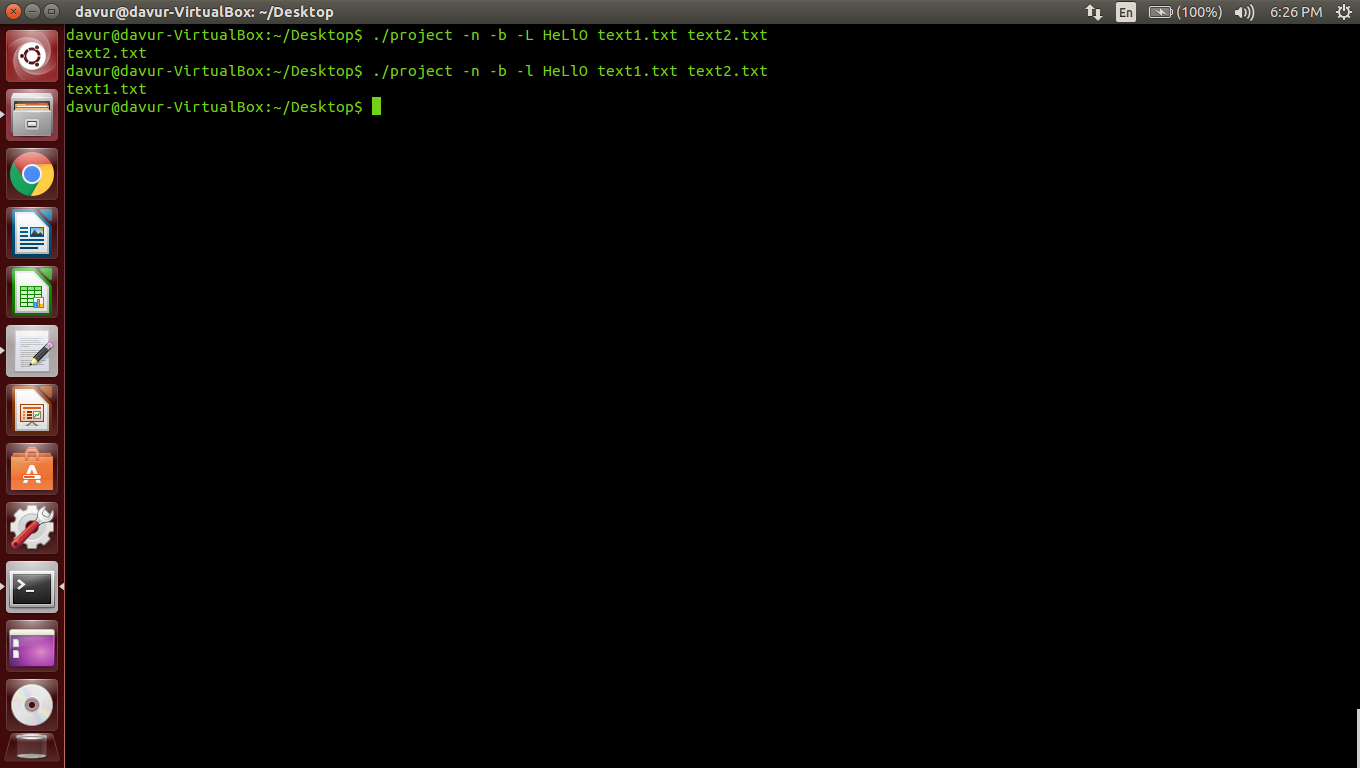 davur@davur-VirtualBox: ~/Desktop
En
(100%)
6:26 PM
davur@davur-VirtualBox:~/Desktop$ ./project -n -b -L HeLlO text1.txt text2.txt
text2.txt
davur@davur-VirtualBox:~/Desktop$ ./project -n -b -l HeLlO text1.txt text2.txt
text1.txt
davur@davur-VirtualBox:~/Desktop$